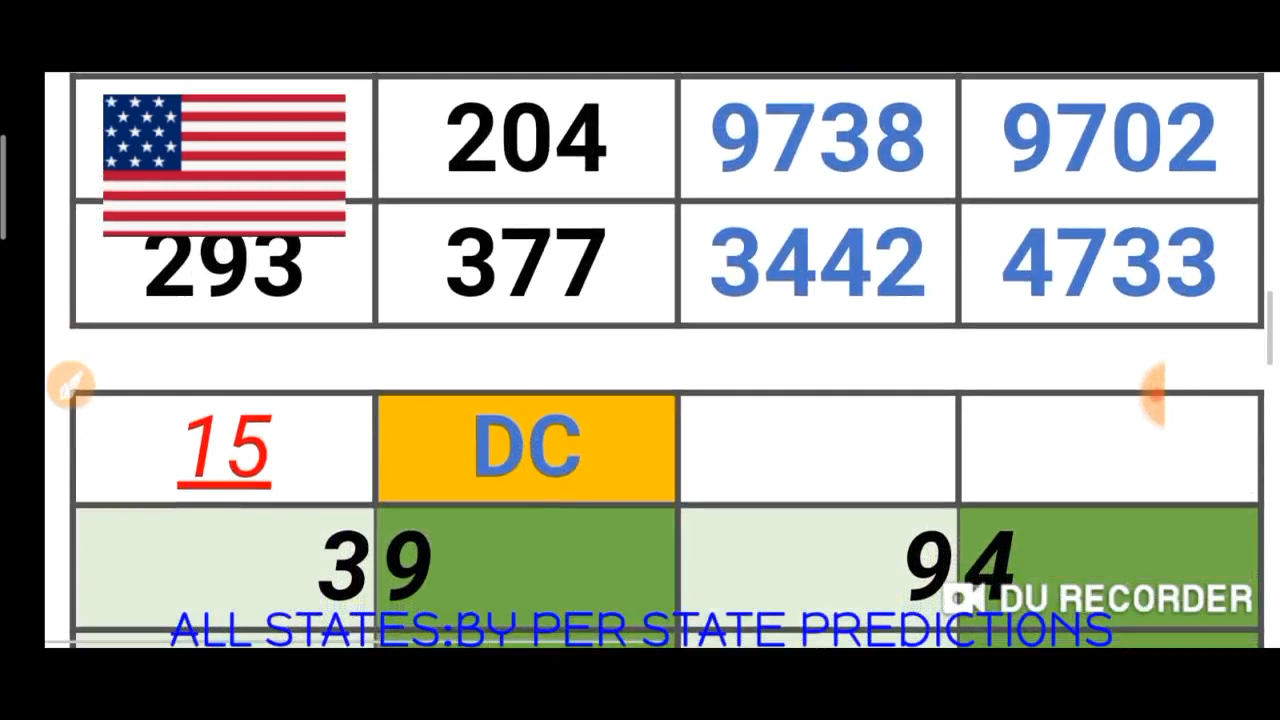 204 9738 9702
293 377 3442 4733
15 DC
39 94
DU RECORDER
ALL STATES:BY PER STATE PREDICTIONS